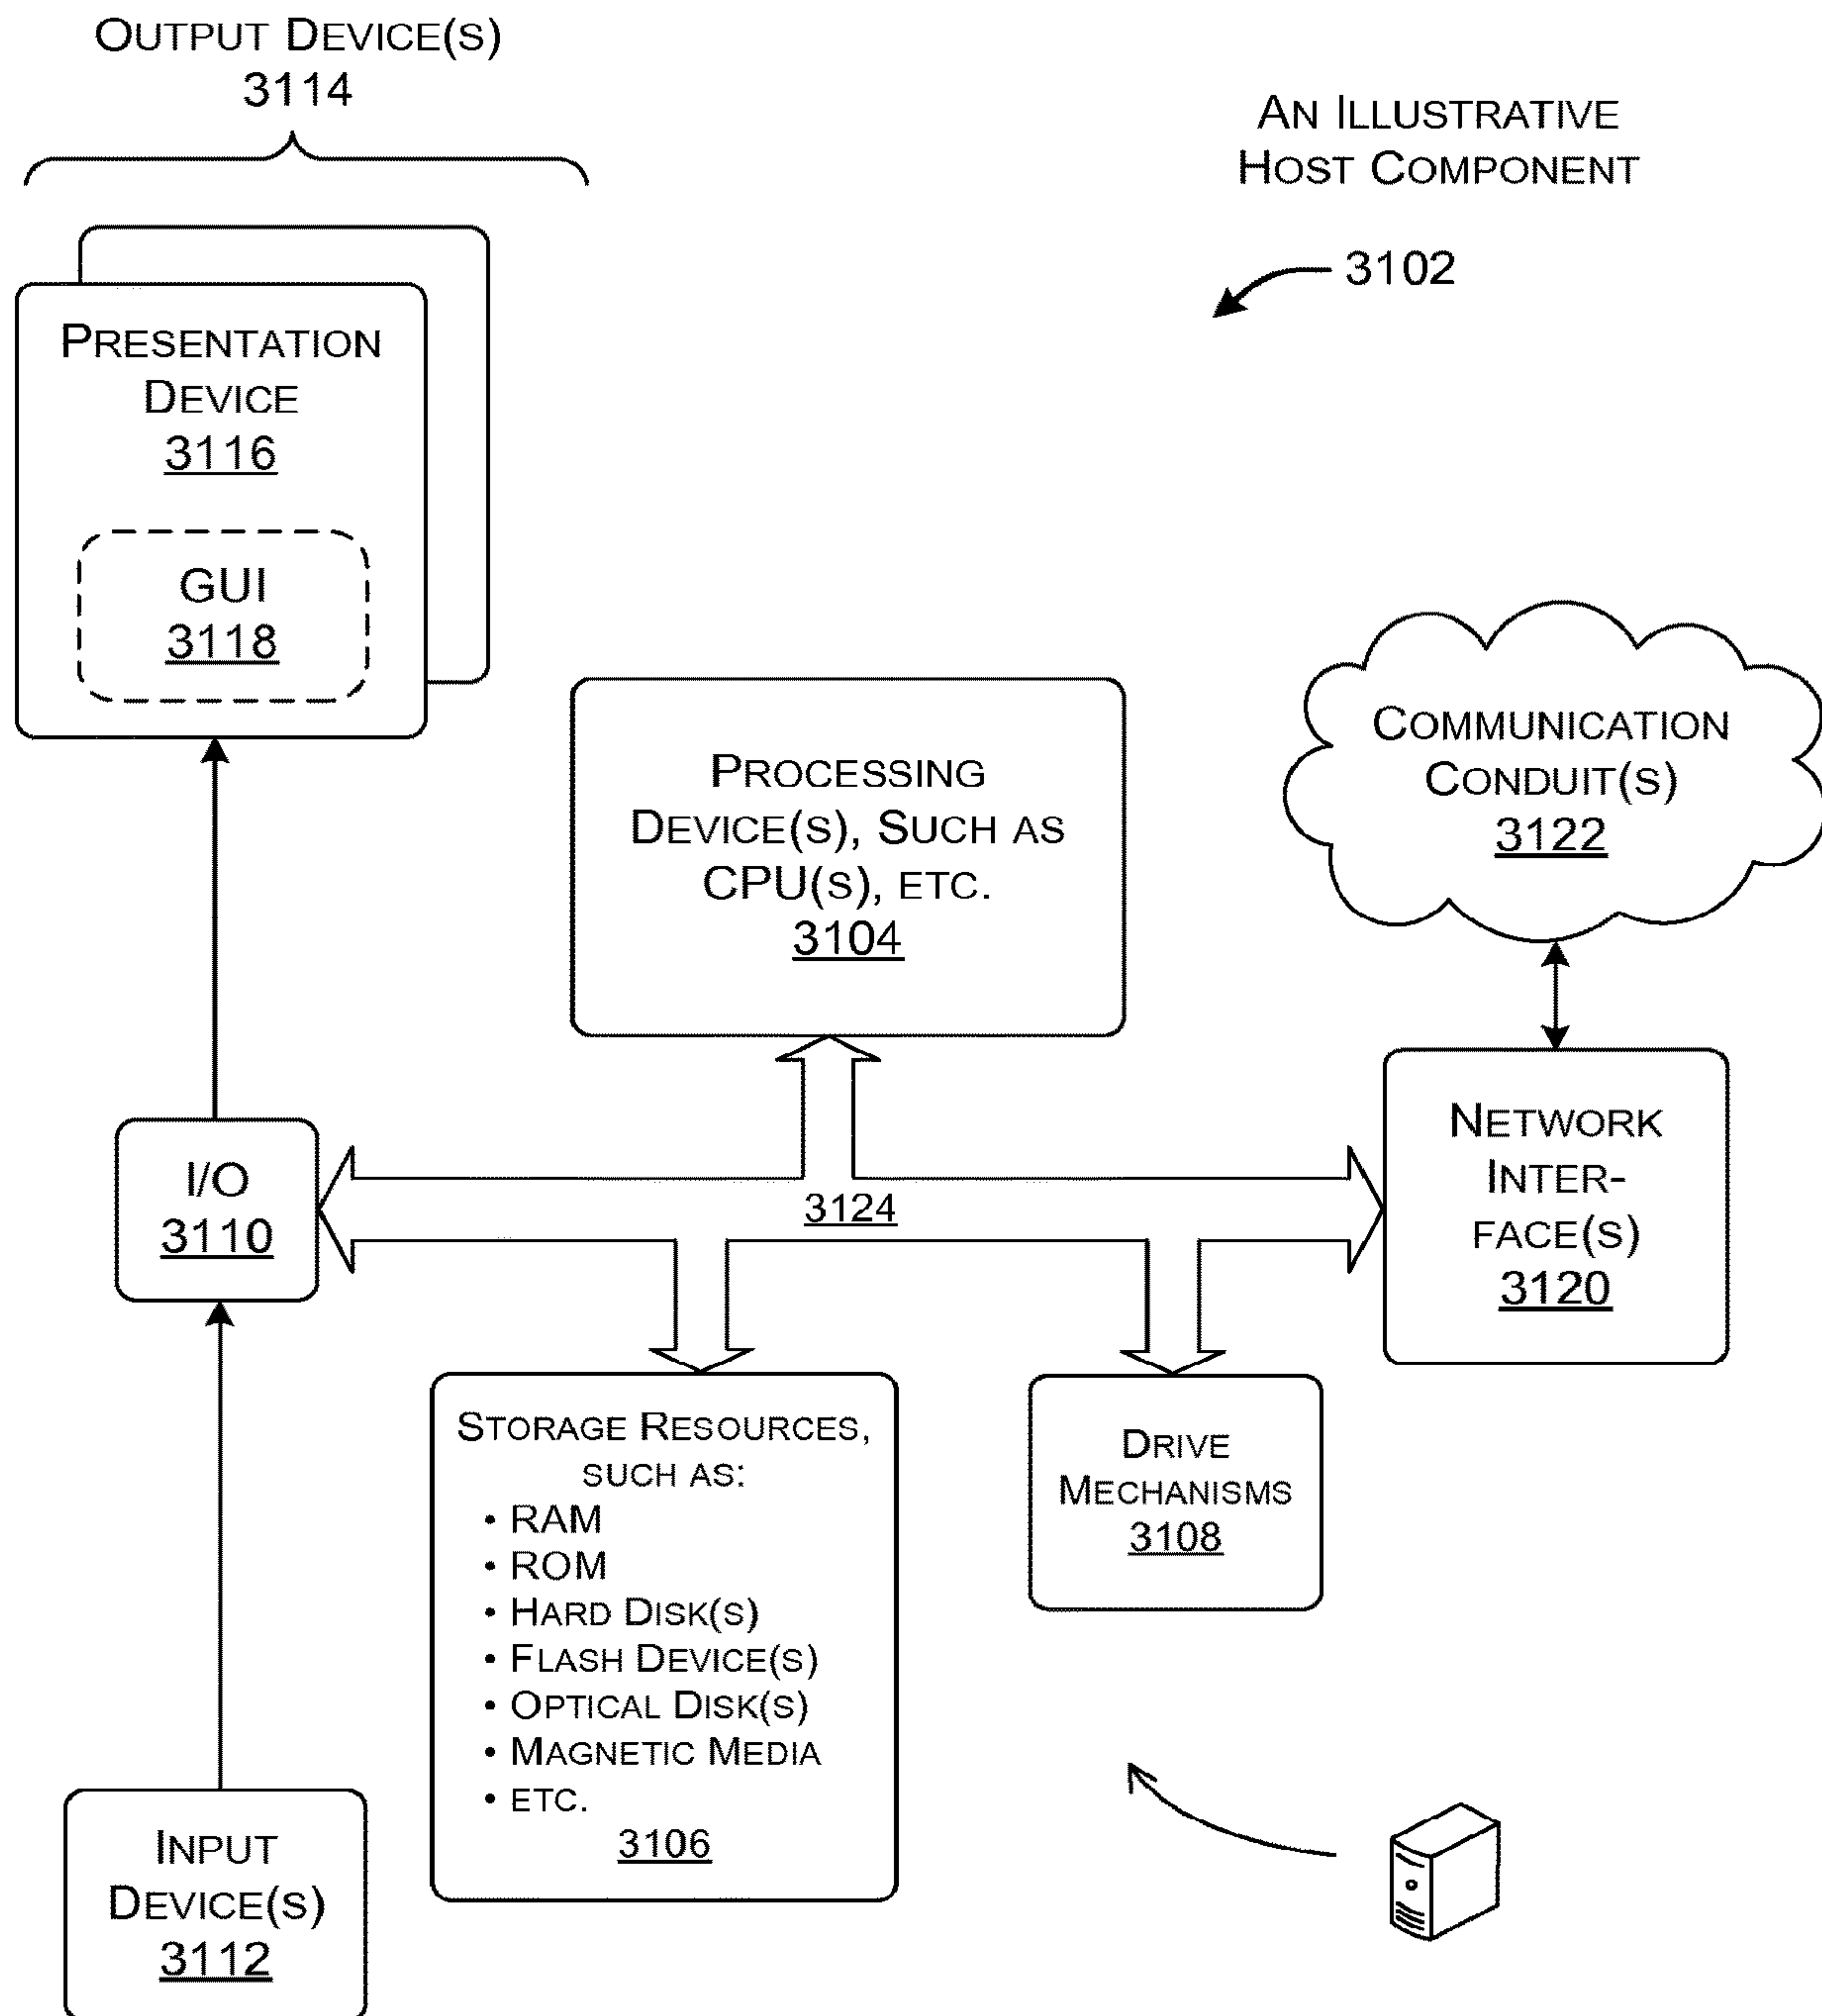 OUTPUT DEVICE(S)
3114
AN ILLUSTRATIVE
HOST COMPONENT
3102
PRESENTATION
DEVICE
3116
GUI
3118
PROCESSING
DEVICE(S), SUCH AS
CPU(S), ETC.
3104
COMMUNICATION
CONDUIT(S)
3122
I/O
3110
3124
NETWORK
INTER-
FACE(S)
3120
STORAGE RESOURCES,
SUCH AS:
• RAM
• ROM
• HARD DISK(S)
• FLASH DEVICE(S)
• OPTICAL DISK(S)
• MAGNETIC MEDIA
• ETC.
3106
DRIVE
MECHANISMS
3108
INPUT
DEVICE(S)
3112